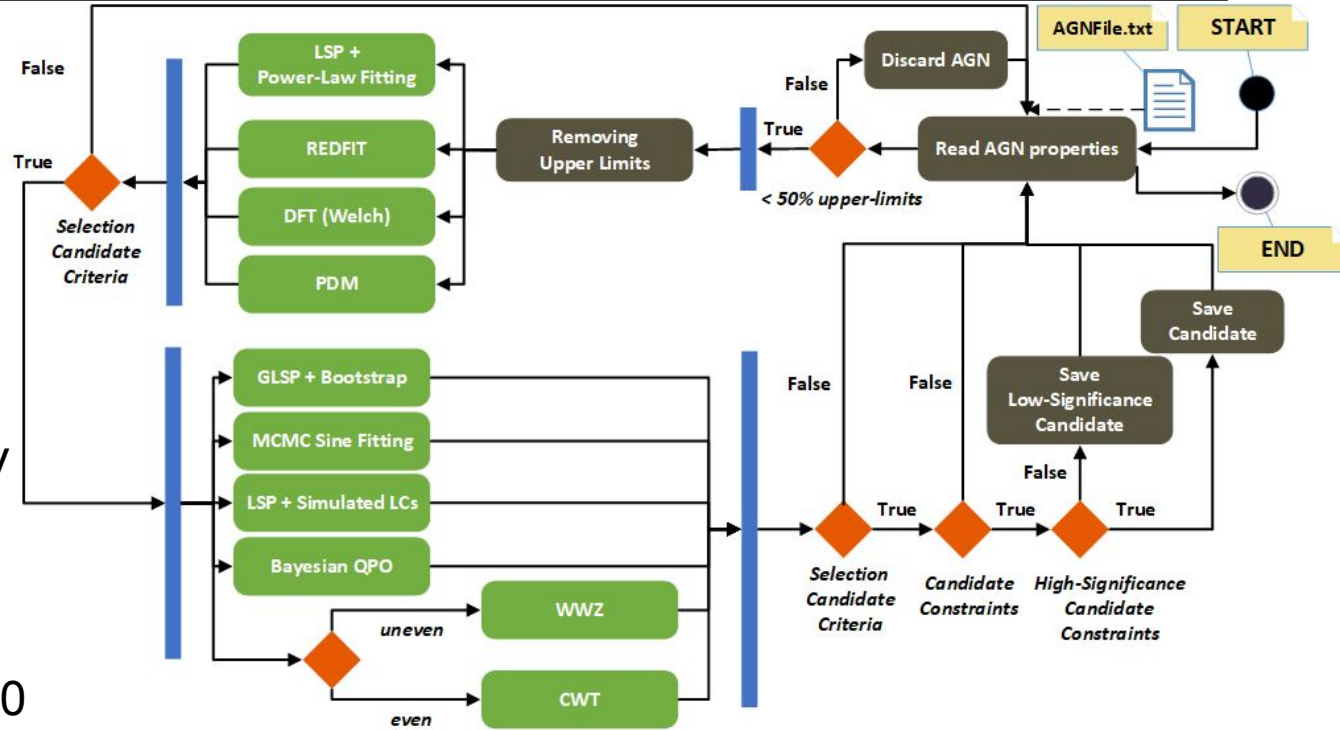 AGNFile.txt
START
False
LSP +
Power-Law Fitting
Discard AGN
False
True
REDFIT
Removing
Upper Limits
True
Read AGN properties
< 50% upper-limits
DFT (Welch)
Selection
Candidate
Criteria
PDM
END
Save
Candidate
GLSP + Bootstrap
False
False
Save
Low-Significance
Candidate
MCMC Sine Fitting
False
LSP + Simulated LCs
True
True
True
Bayesian QPO
Selection
Candidate
Criteria
Candidate
Constraints
High-Significance
Candidate
Constraints
WWZ
uneven
CWT
even
0